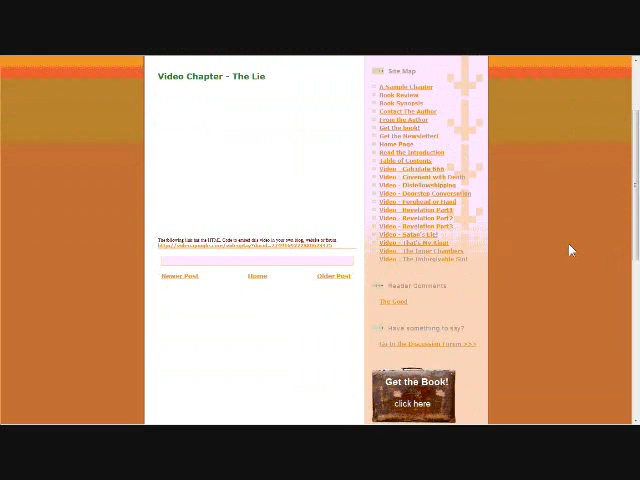 Video Chapter - The Lie
The following link has the HTML Code to embed this video in your own blog, website or forum.
Newer Post
Home
Older Post
Site Map
A Sample Chapter
Book Review
Book Synopsis
Contact The Author
From the Author
Get the book!
Get the Newsletter!
Home Page
Read the Introduction
Table of Contents
Video - Calculate 666
Video - Covenant with Death
Video - Disfellowshipping
Video - Doorstep Conversation
Video - Forehead or Hand
Video - Revelation Part1
Video - Revelation Part2
Video - Revelation Part3
Video - Satan's Lie!
Video - That's My King
Video - The Inner Chambers
Video - The Unforgivable Sin!
Reader Comments
The Good
Have something to say?
Go to the Discussion Forum >>>
Get the Book!
click here